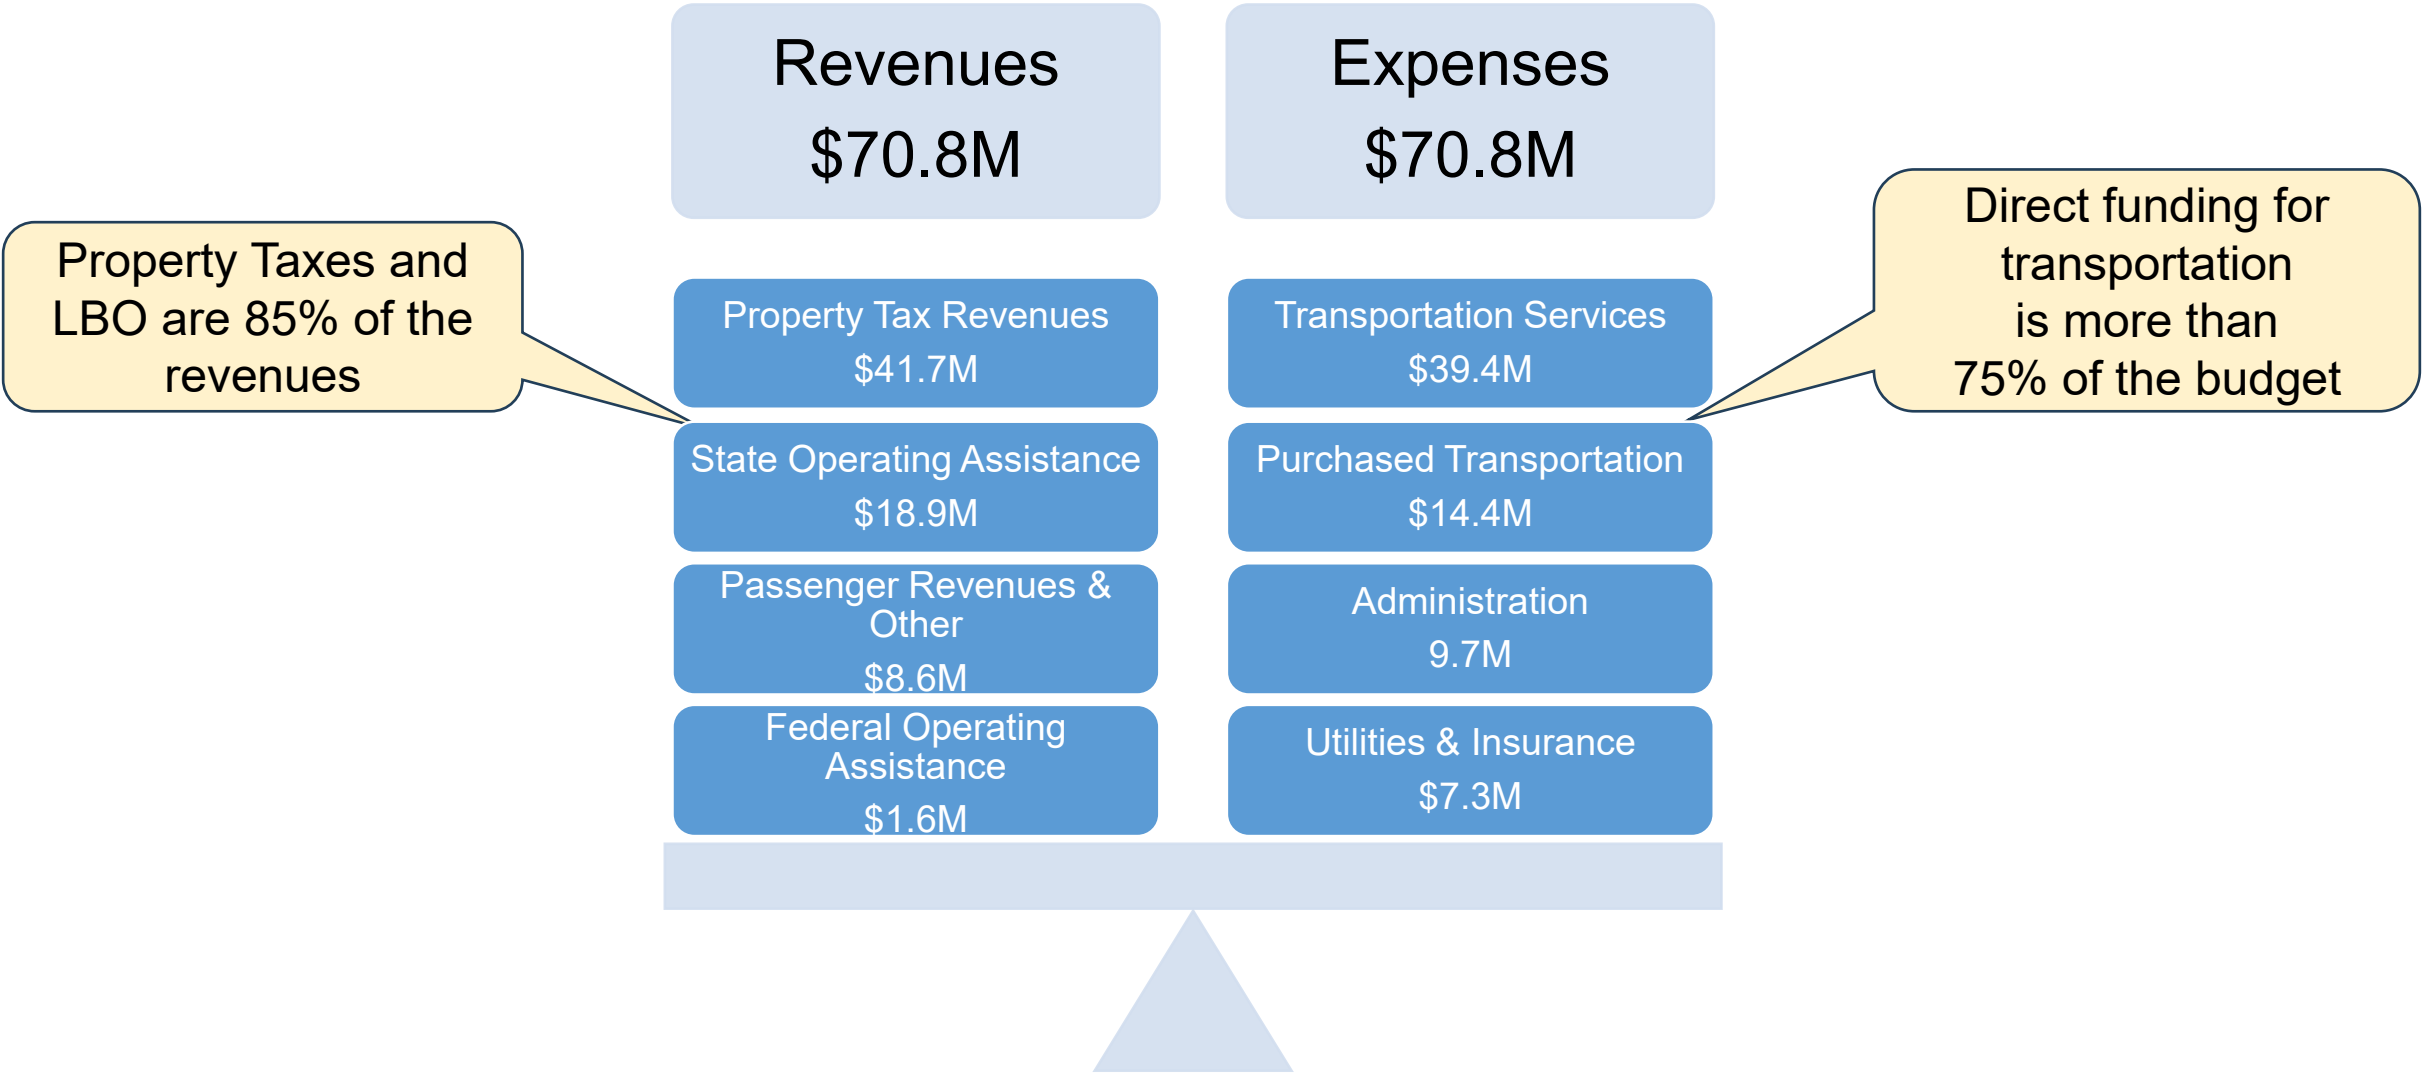 Revenues
$70.8M
Expenses
$70.8M
Property Taxes and
LBO are 85% of the
revenues
Direct funding for
transportation
is more than
75% of the budget
Property Tax Revenues
$41.7M
State Operating Assistance
$18.9M
Passenger Revenues &
Other
$8.6M
Federal Operating
Assistance
$1.6M
Transportation Services
$39.4M
Purchased Transportation
$14.4M
Administration
9.7M
Utilities & Insurance
$7.3M